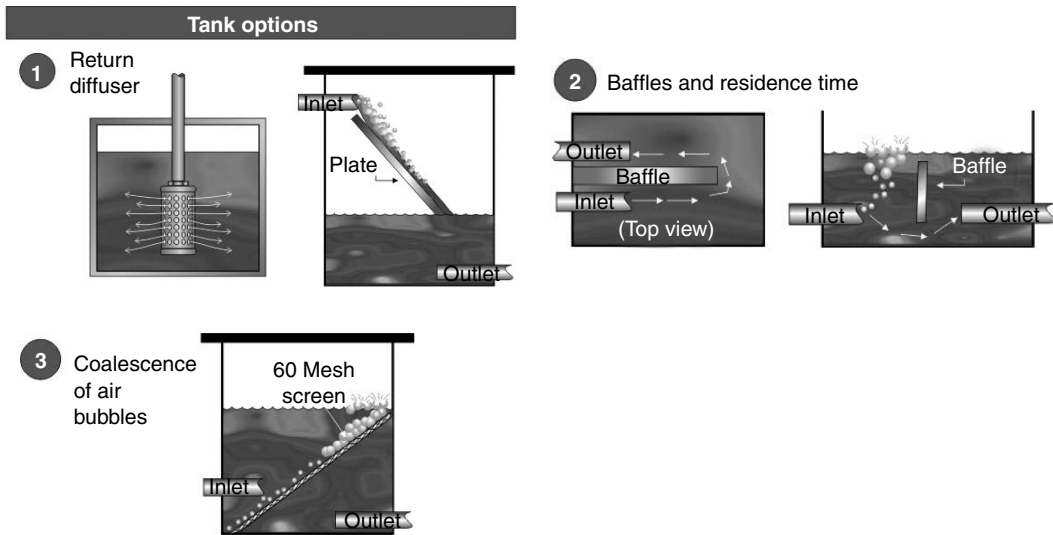 Tank options
1
Return
diffuser
Inlet
Plate
Outlet
2
Baffles and residence time
Outlet
Baffle
Inlet
(Top view)
Baffle
Inlet
Outlet
3
Coalescence
of air
bubbles
60 Mesh
screen
Inlet
Outlet